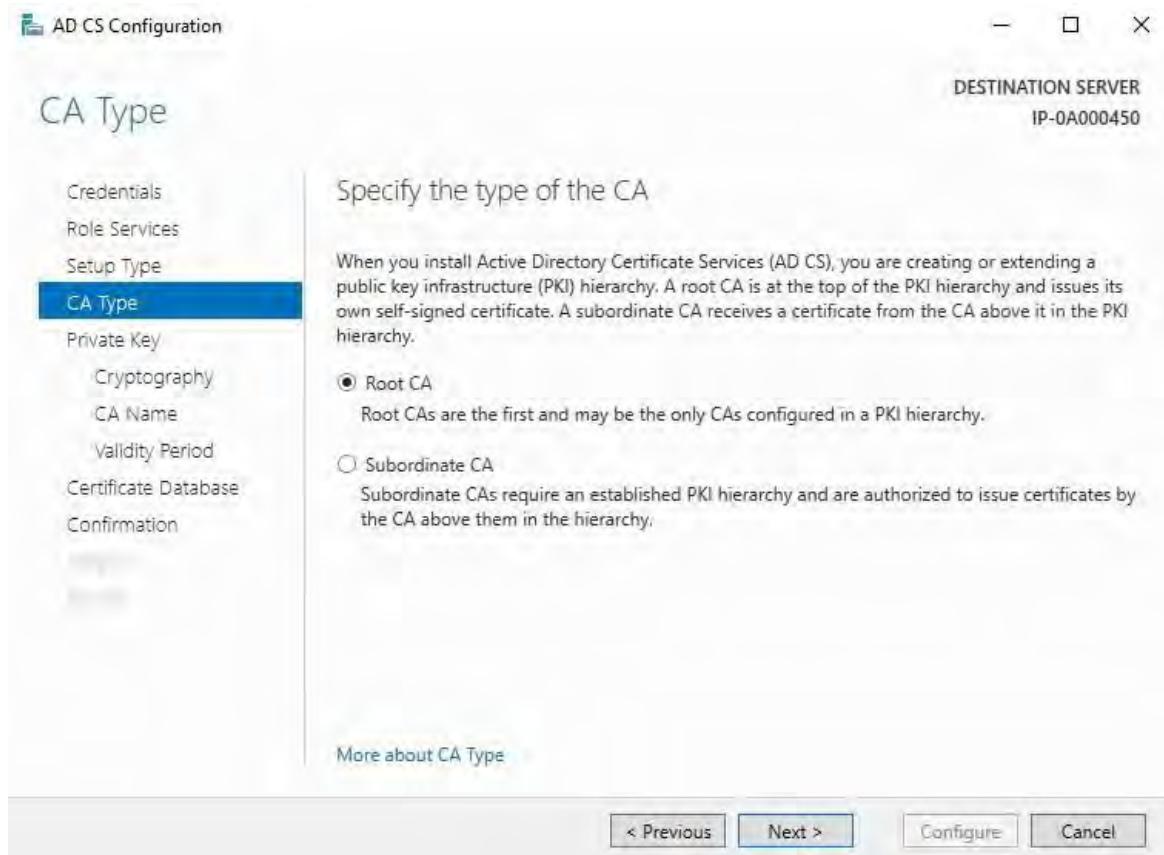 AD CS Configuration
CA Type
DESTINATION SERVER
IP-0A000450
Credentials
Role Services
Setup Type
CA Type
Private Key
Cryptography
CA Name
Validity Period
Certificate Database
Confirmation
Specify the type of the CA
When you install Active Directory Certificate Services (AD CS), you are creating or extending a
public key infrastructure (PKI) hierarchy. A root CA is at the top of the PKI hierarchy and issues its
own self-signed certificate. A subordinate CA receives a certificate from the CA above it in the PKI
hierarchy.
Root CA
Root CAs are the first and may be the only CAs configured in a PKI hierarchy.
Subordinate CA
Subordinate CAs require an established PKI hierarchy and are authorized to issue certificates by
the CA above them in the hierarchy.
More about CA Type
< Previous
Next >
Configure
Cancel